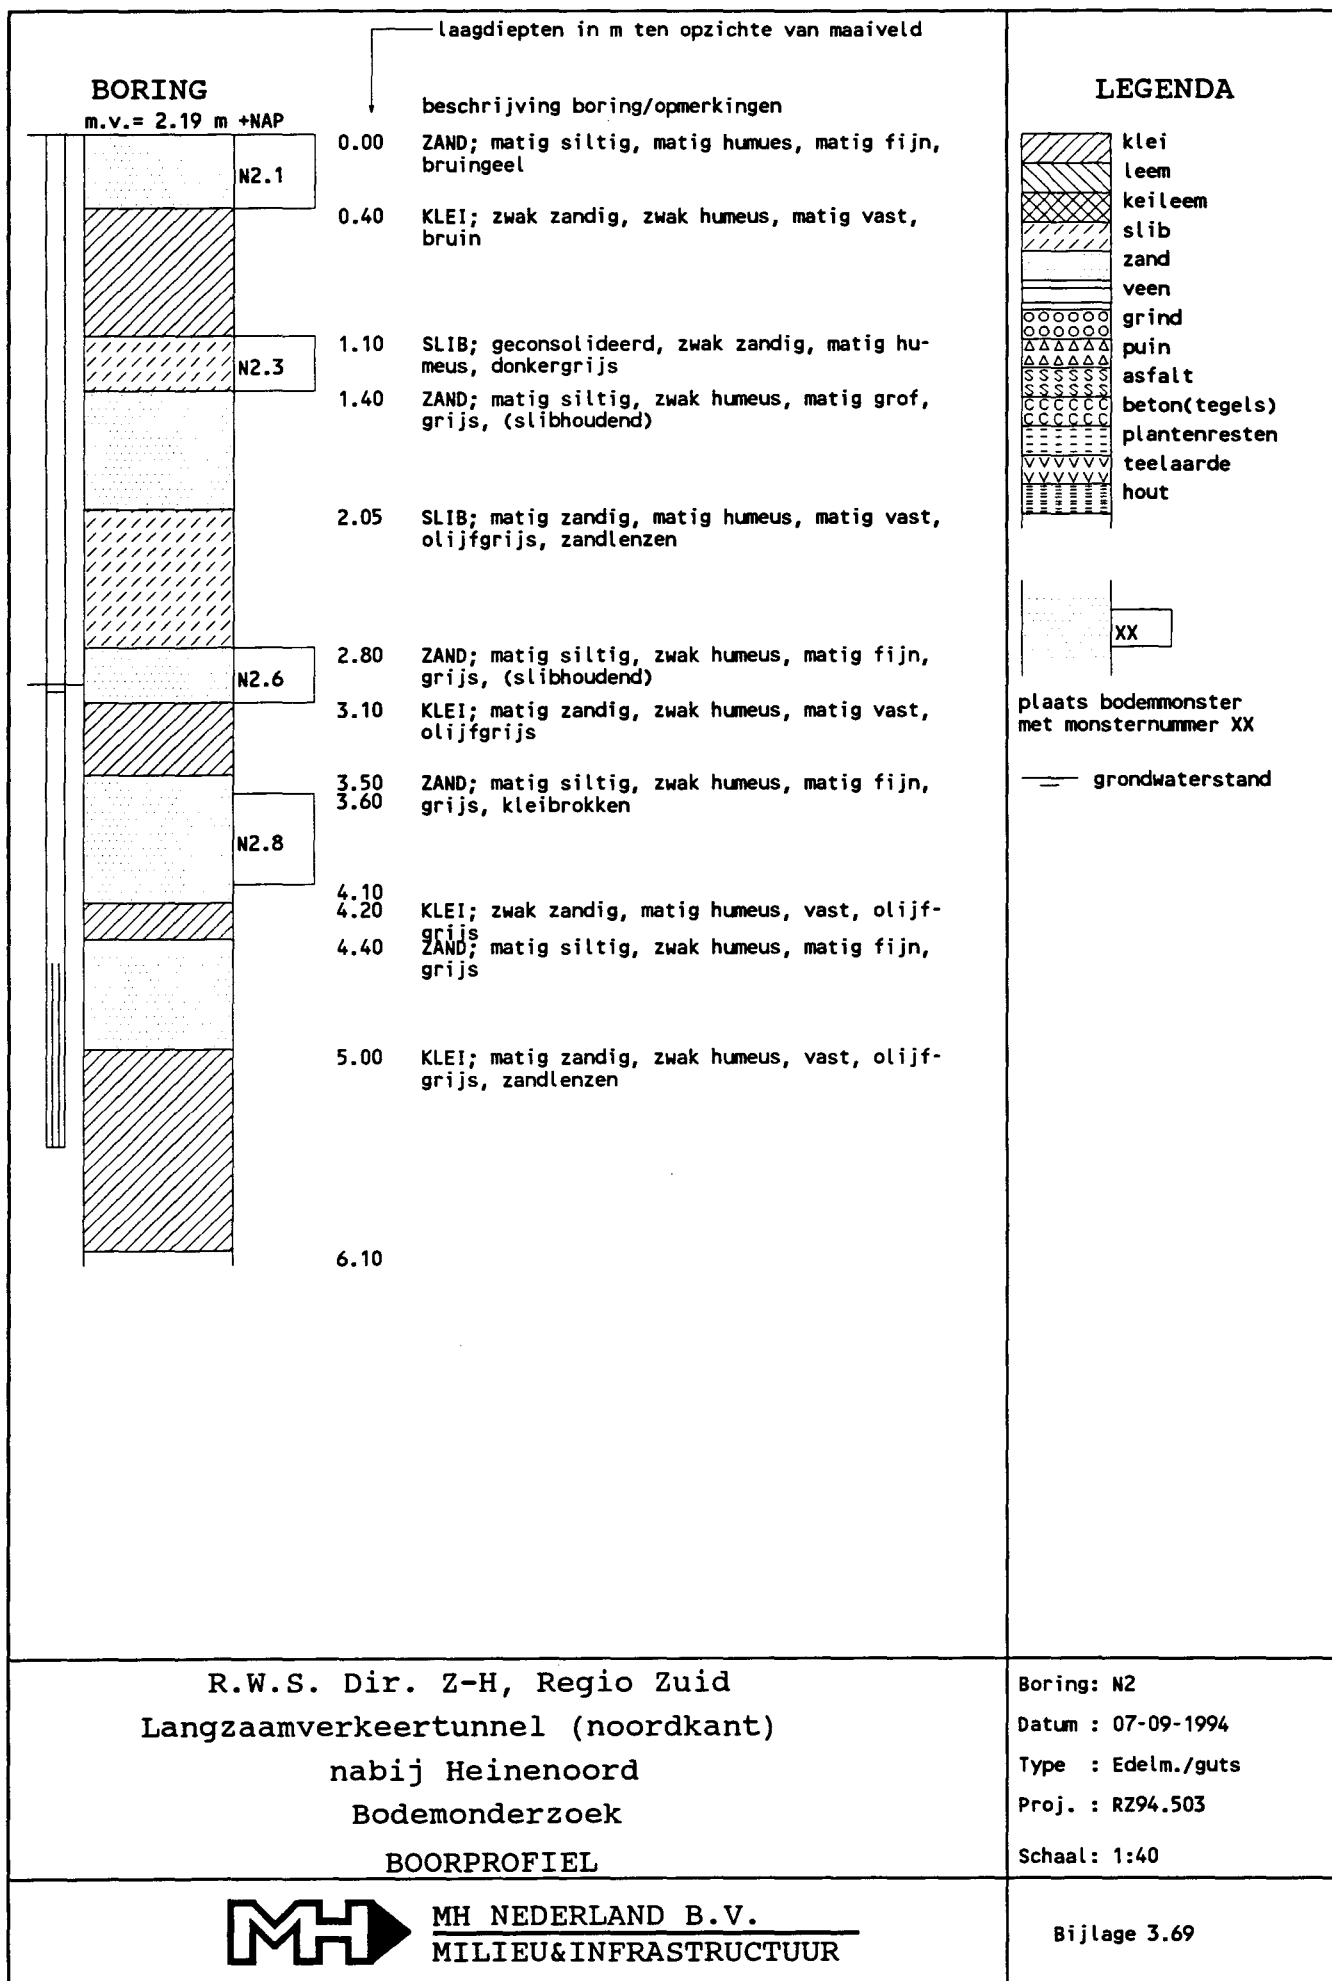 laagdiepten in m ten opzichte van maaiveld
BORING
m.v.= 2.19 m +NAP
beschrijving boring/opmerkingen
0.00 ZAND; matig siltig, matig humues, matig fijn,
bruingeel
N2.1
0.40 KLEI; zwak zandig, zwak humeus, matig vast,
bruin
1.10 SLIB; geconsolideerd, zwak zandig, matig hu-
meus, donkergrijs
N2.3
1.40 ZAND; matig siltig, zwak humeus, matig grof,
grijs, (slibhoudend)
2.05 SLIB; matig zandig, matig humeus, matig vast,
olijfgrijs, zandlenzen
2.80 ZAND; matig siltig, zwak humeus, matig fijn,
grijs, (slibhoudend)
N2.6
3.10 KLEI; matig zandig, zwak humeus, matig vast,
olijfgrijs
3.50 ZAND; matig siltig, zwak humeus, matig fijn,
3.60 grijs, kleibrokken
N2.8
4.10
4.20 KLEI; zwak zandig, matig humeus, vast, olijf-
grijs
4.40 ZAND; matig siltig, zwak humeus, matig fijn,
grijs
5.00 KLEI; matig zandig, zwak humeus, vast, olijf-
grijs, zandlenzen
6.10
LEGENDA
klei
leem
keileem
slib
zand
veen
grind
puin
asfalt
beton(tegels)
plantenresten
teelaarde
hout
XX
plaats bodemmonster
met monsternummer XX
grondwaterstand
R.W.S. Dir. Z-H, Regio Zuid
Langzaamverkeertunnel (noordkant)
nabij Heinenoord
Bodemonderzoek
BOORPROFIEL
Boring: N2
Datum : 07-09-1994
Type : Edelm./guts
Proj. : RZ94.503
Schaal: 1:40
MH
MH NEDERLAND B.V.
MILIEU&INFRASTRUCTUUR
Bijlage 3.69